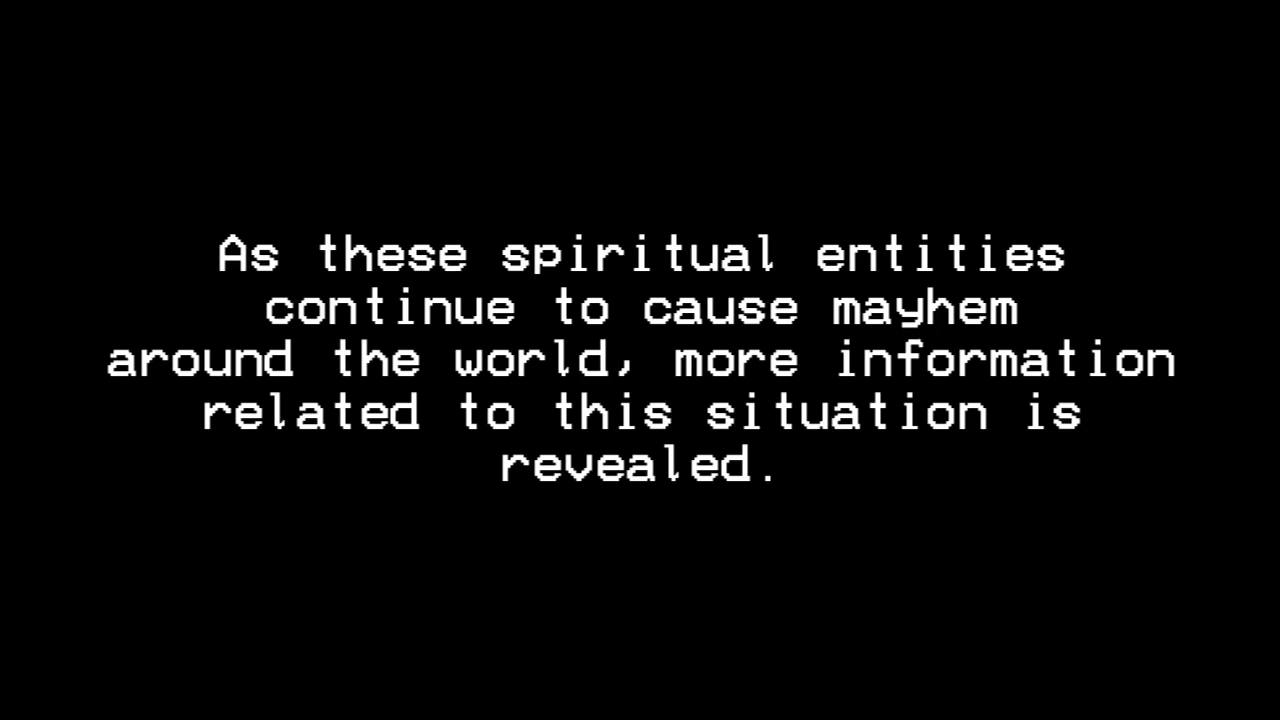 As these spiritual entities
continue to cause mayhem
around the world, more information
related to this situation is
revealed.